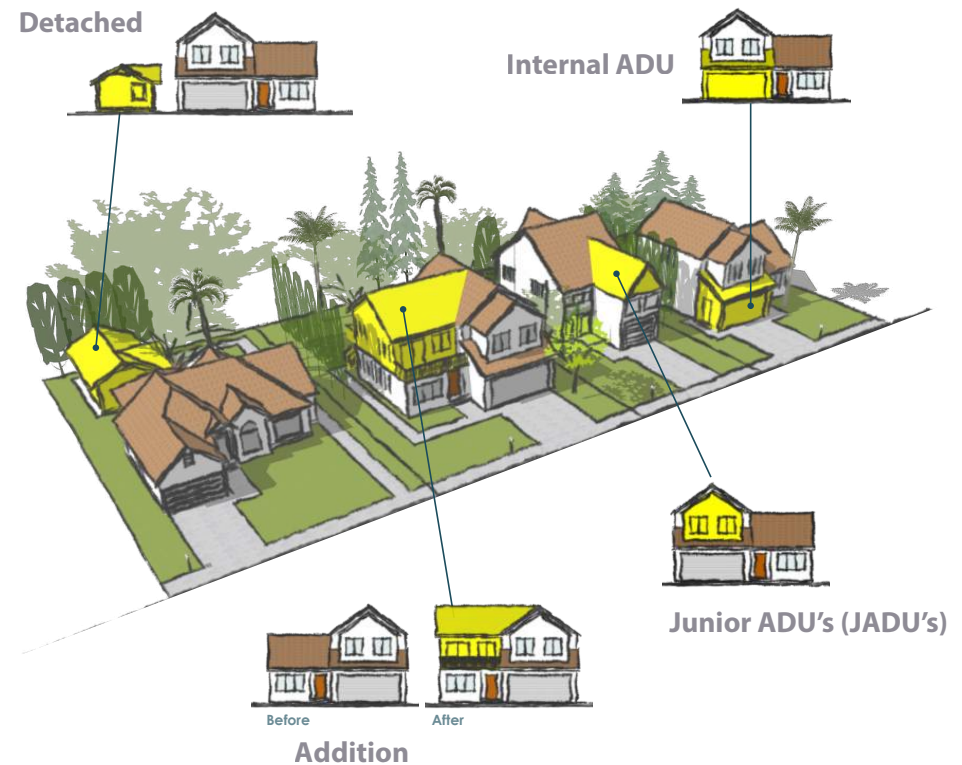 Detached
Internal ADU
Junior ADU's (JADU's)
Before
After
Addition